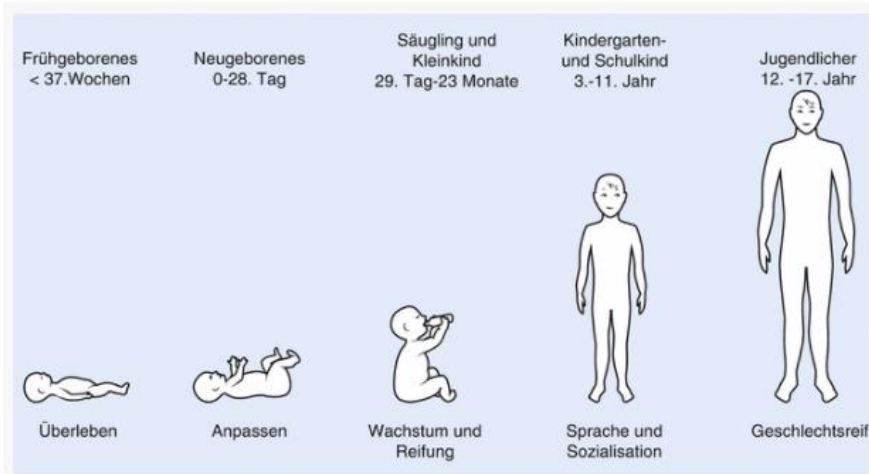 Frühgeborenes
< 37.Wochen
Neugeborenes
0-28. Tag
Säugling und
Kleinkind
29. Tag-23 Monate
Kindergarten-
und Schulkind
3.-11. Jahr
Jugendlicher
12. -17. Jahr
Überleben
Anpassen
Wachstum und
Reifung
Sprache und
Sozialisation
Geschlechtsreif